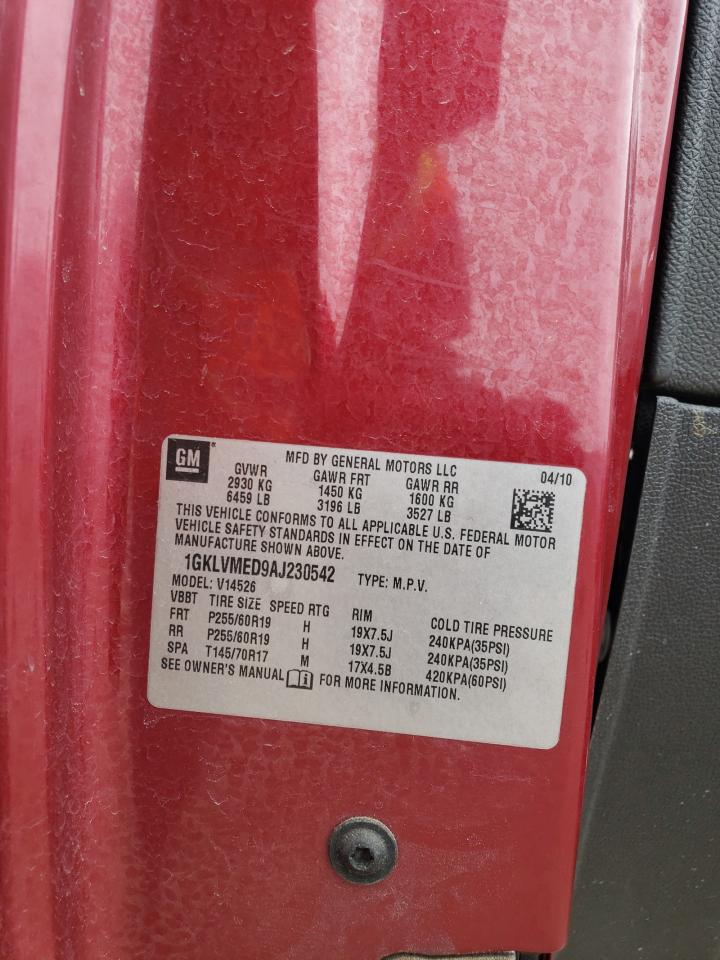 GM ®
MFD BY GENERAL MOTORS LLC 04/10
GVWR GAWR FRT GAWR RR
2930 KG 1450 KG 1600 KG
6459 LB 3196 LB 3527 LB
THIS VEHICLE CONFORMS TO ALL APPLICABLE U.S. FEDERAL MOTOR
VEHICLE SAFETY STANDARDS IN EFFECT ON THE DATE OF
MANUFACTURE SHOWN ABOVE.
1GKLVMED9AJ230542 TYPE: M.P.V.
MODEL: V14526
VBBT TIRE SIZE SPEED RTG RIM COLD TIRE PRESSURE
FRT P255/60R19 H 19X7.5J 240KPA(35PSI)
RR P255/60R19 H 19X7.5J 240KPA(35PSI)
SPA T145/70R17 M 17X4.5B 420KPA(60PSI)
SEE OWNER'S MANUAL i FOR MORE INFORMATION.